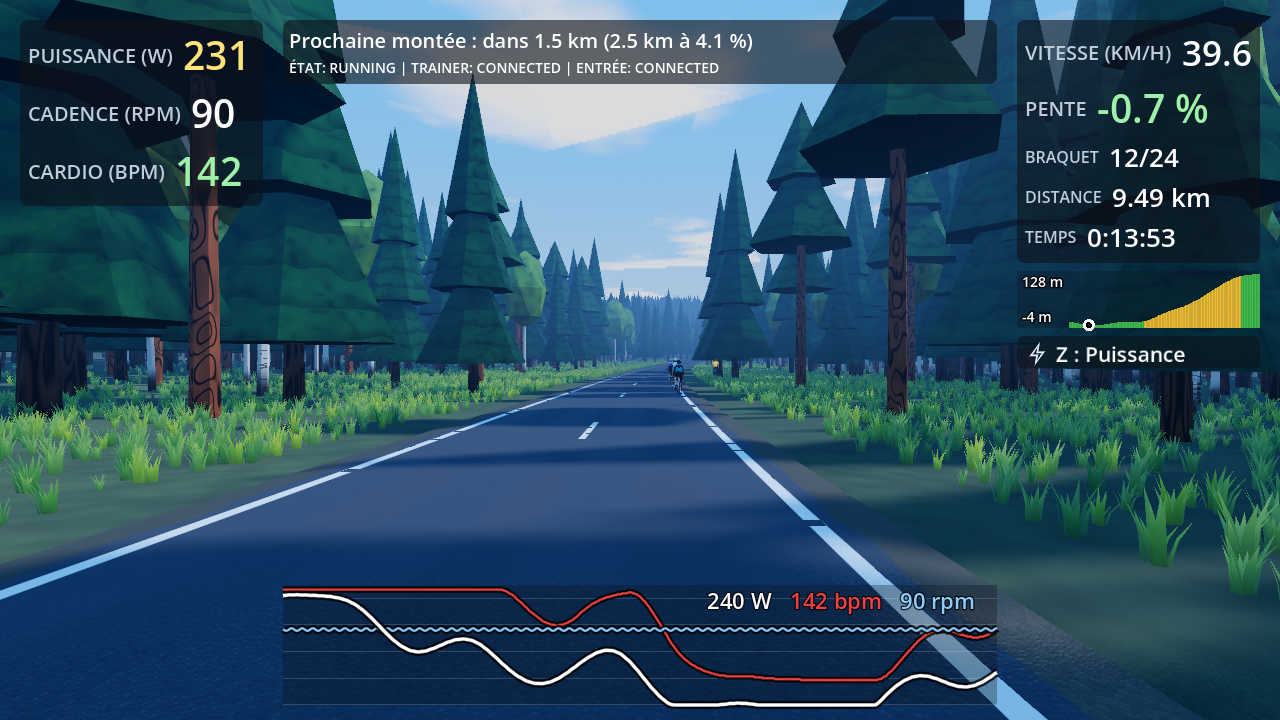 PUISSANCE (W) 231
CADENCE (RPM) 90
CARDIO (BPM) 142
Prochaine montée : dans 1.5 km (2.5 km à 4.1 %)
ÉTAT: RUNNING | TRAINER: CONNECTED | ENTRÉE: CONNECTED
VITESSE (KM/H) 39.6
PENTE -0.7 %
BRAQUET 12/24
DISTANCE 9.49 km
TEMPS 0:13:53
128 m
-4 m
Z : Puissance
240 W 142 bpm 90 rpm